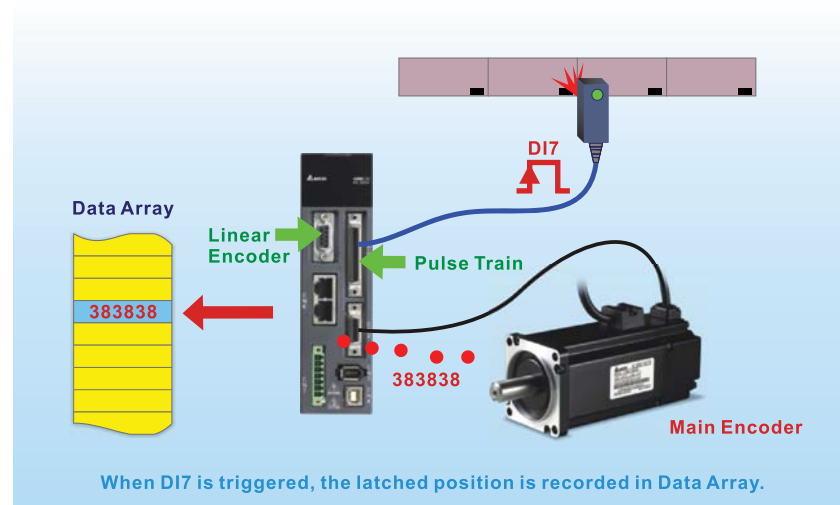 DI7
Data Array
Linear
Encoder
Pulse Train
383838
383838
Main Encoder
When DI7 is triggered, the latched position is recorded in Data Array.